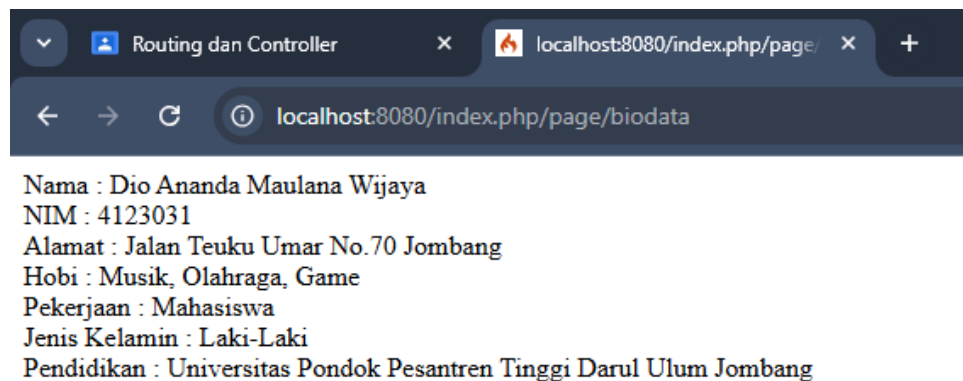 Routing dan Controller
localhost:8080/index.php/page/
localhost:8080/index.php/page/biodata
Nama : Dio Ananda Maulana Wijaya
NIM : 4123031
Alamat : Jalan Teuku Umar No.70 Jombang
Hobi : Musik, Olahraga, Game
Pekerjaan : Mahasiswa
Jenis Kelamin : Laki-Laki
Pendidikan : Universitas Pondok Pesantren Tinggi Darul Ulum Jombang